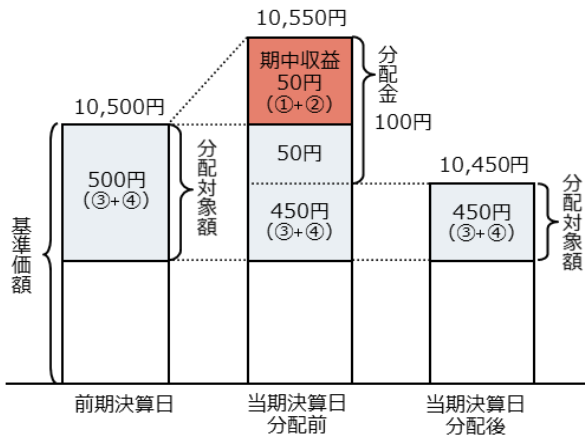 10,550円
期中収益
50円
(①+②)
分配金
100円
10,500円
50円
10,450円
500円
(③+④)
分配対象額
450円
(③+④)
450円
(③+④)
分配対象額
基準価額
前期決算日
当期決算日
分配前
当期決算日
分配後